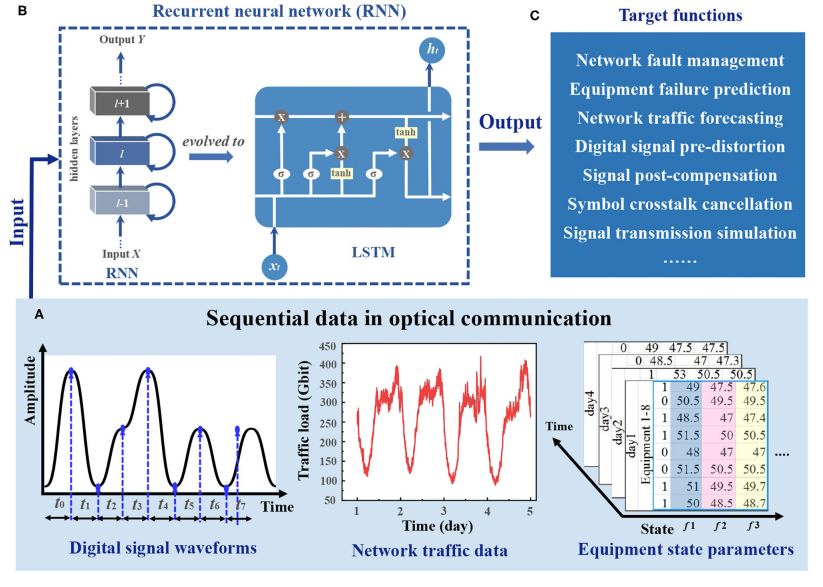 B
Recurrent neural network (RNN)
Output Y
hidden layers
l+1
l
l-1
Input X
RNN
evolved to
hₜ
x
+
tanh
x
x
σ
σ
tanh
σ
LSTM
xₜ
Output
Input
C
Target functions
Network fault management
Equipment failure prediction
Network traffic forecasting
Digital signal pre-distortion
Signal post-compensation
Symbol crosstalk cancellation
Signal transmission simulation
……
A
Sequential data in optical communication
Amplitude
t₀ t₁ t₂ t₃ t₄ t₅ t₆ t₇
Time
Digital signal waveforms
Traffic load (Gbit)
450
400
350
300
250
200
150
100
50
1 2 3 4 5
Time (day)
Network traffic data
0 49 47.5 47.5
0 48.5 47 47.3
1 53 50.5 50.5
day4
day3
day2
day1
Equipment 1-8
1 49 47.5 47.6
0 50.5 49.5 49.5
1 48.5 47 47.4
1 51.5 50 50.5
0 48 47 47
0 51.5 50.5 50.5
1 51 49.5 49.7
1 50 48.5 48.7
....
Time
State f1 f2 f3
Equipment state parameters